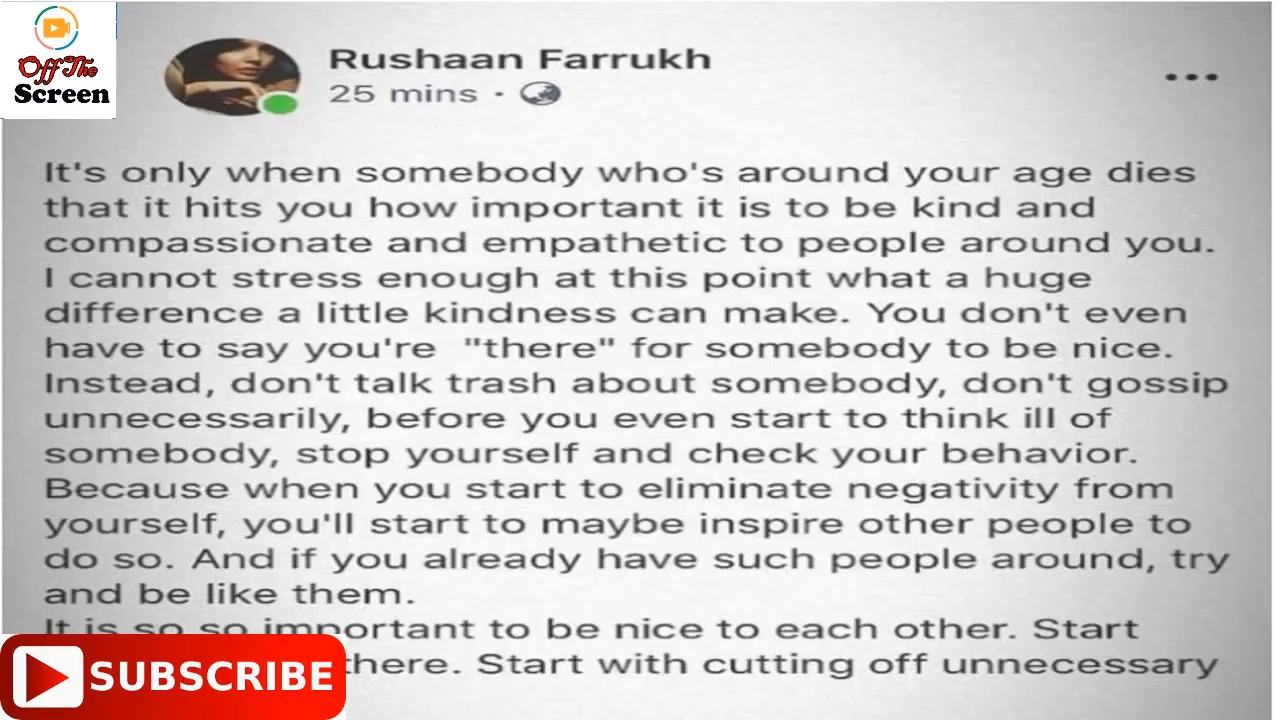 Off The
Screen
Rushaan Farrukh
25 mins ·
It's only when somebody who's around your age dies
that it hits you how important it is to be kind and
compassionate and empathetic to people around you.
I cannot stress enough at this point what a huge
difference a little kindness can make. You don't even
have to say you're "there" for somebody to be nice.
Instead, don't talk trash about somebody, don't gossip
unnecessarily, before you even start to think ill of
somebody, stop yourself and check your behavior.
Because when you start to eliminate negativity from
yourself, you'll start to maybe inspire other people to
do so. And if you already have such people around, try
and be like them.
It is so so important to be nice to each other. Start
there. Start with cutting off unnecessary
SUBSCRIBE